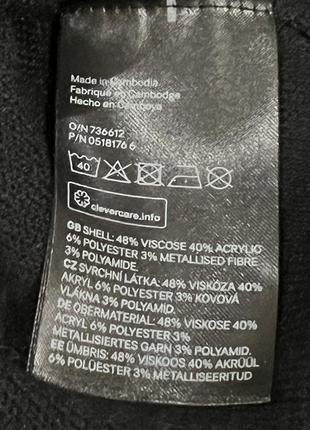 Made in Cambodia
Fabriqué en Cambodge
Hecho en Camboya
O/N 736612
P/N 0518176 6
40
clevercare.info
GB SHELL: 48% VISCOSE 40% ACRYLIC
6% POLYESTER 3% METALLISED FIBRE
3% POLYAMIDE.
CZ SVRCHNÍ LÁTKA: 48% VISKÓZA 40%
AKRYL 6% POLYESTER 3% KOVOVÁ
VLÁKNA 3% POLYAMID.
DE OBERMATERIAL: 48% VISKOSE 40%
ACRYL 6% POLYESTER 3%
METALLISIERTES GARN 3% POLYAMID.
EE ÜMBRIS: 48% VISKOOS 40% AKRÜÜL
6% POLÜESTER 3% METALLISEERITUD